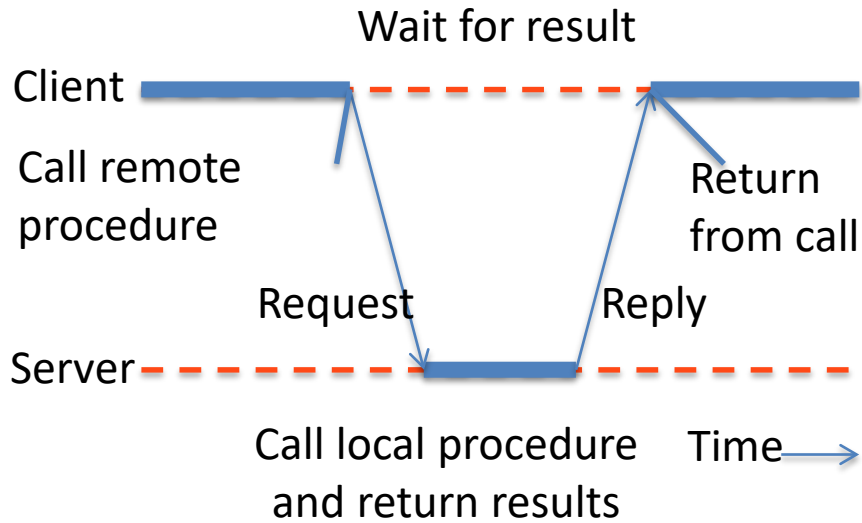 Wait for result
Client
Call remote
procedure
Return
from call
Request
Reply
Server
Call local procedure
and return results
Time